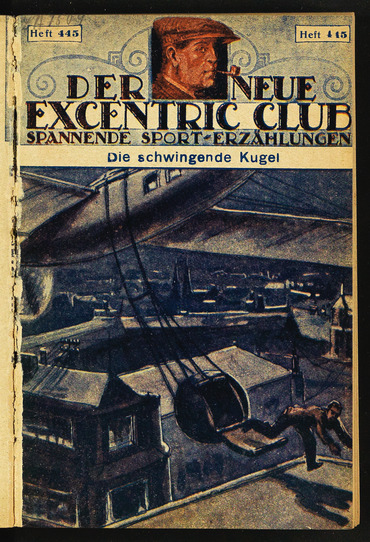 Heft 445
Heft 445
DER NEUE
EXCENTRIC CLUB
SPANNENDE SPORT-ERZÄHLUNGEN
Die schwingende Kugel